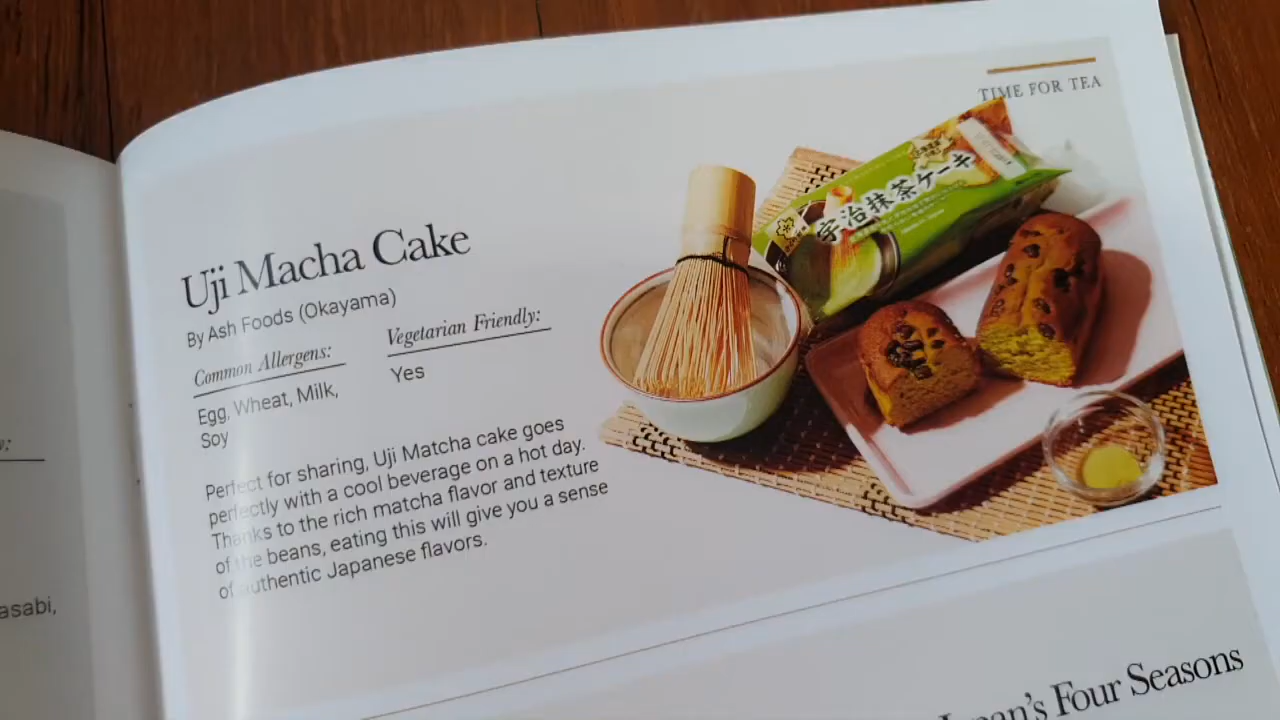 TIME FOR TEA
Uji Macha Cake
By Ash Foods (Okayama)
Common Allergens:
Egg, Wheat, Milk,
Soy
Vegetarian Friendly:
Yes
Perfect for sharing, Uji Matcha cake goes
perfectly with a cool beverage on a hot day.
Thanks to the rich matcha flavor and texture
of the beans, eating this will give you a sense
of authentic Japanese flavors.
宇治抹茶ケーキ
asabi,
Japan's Four Seasons